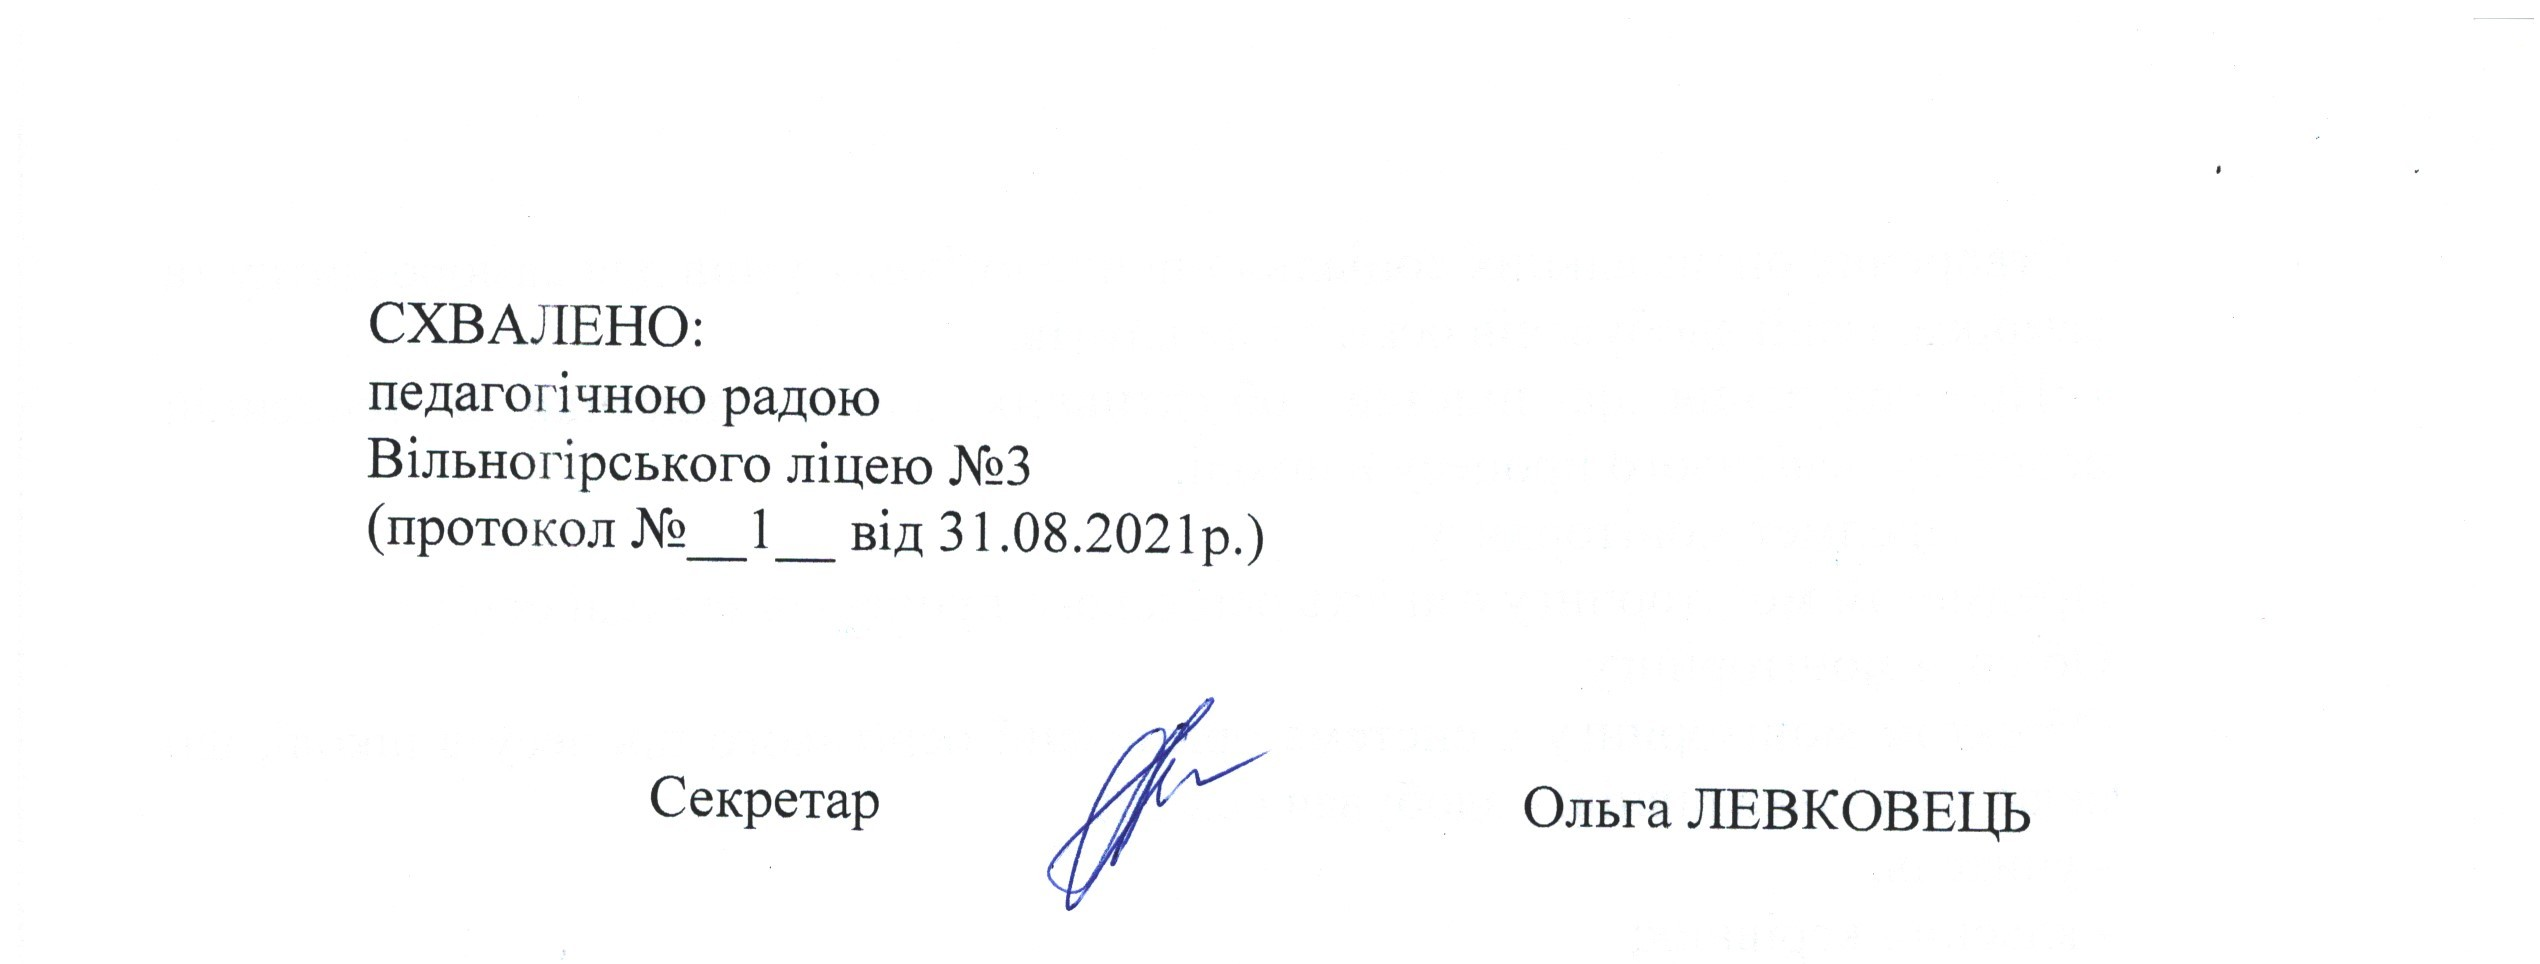 СХВАЛЕНО:
педагогічною радою
Вільногірського ліцею №3
(протокол №__1__ від 31.08.2021р.)
Секретар Ольга ЛЕВКОВЕЦЬ